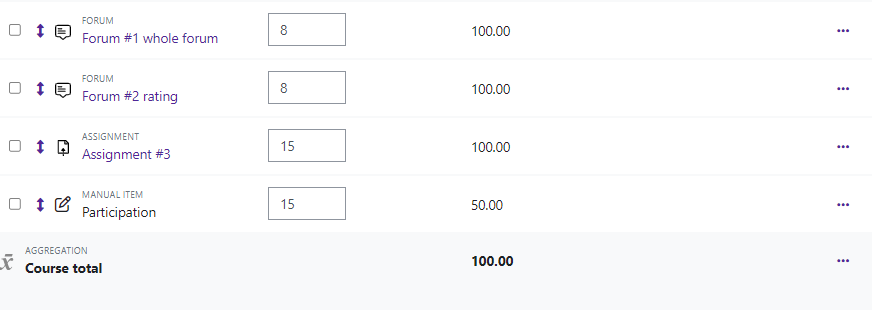 FORUM
Forum #1 whole forum 8 100.00
FORUM
Forum #2 rating 8 100.00
ASSIGNMENT
Assignment #3 15 100.00
MANUAL ITEM
Participation 15 50.00
AGGREGATION
x̄ Course total 100.00